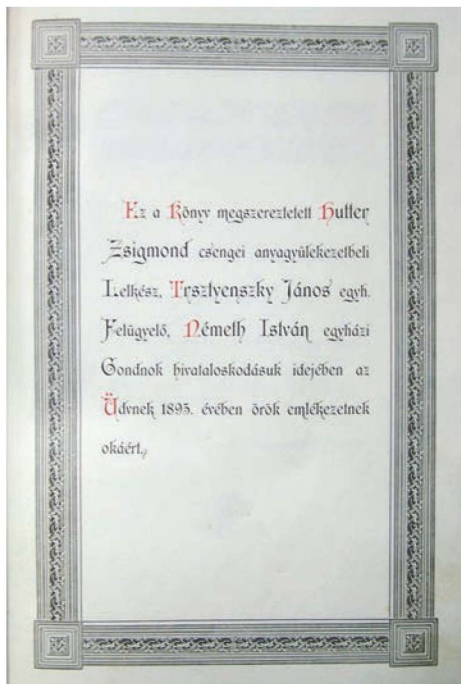 Ez a Könyv megszereztetett Hutter
Zsigmond csengei anyagyülekezetbeli
Lelkész, Trsztyenszky János egyh.
Felügyelő, Németh István egyházi
Gondnok hivataloskodásuk idejében az
Üdvnek 1895. évében örök emlékezetnek
okáért.